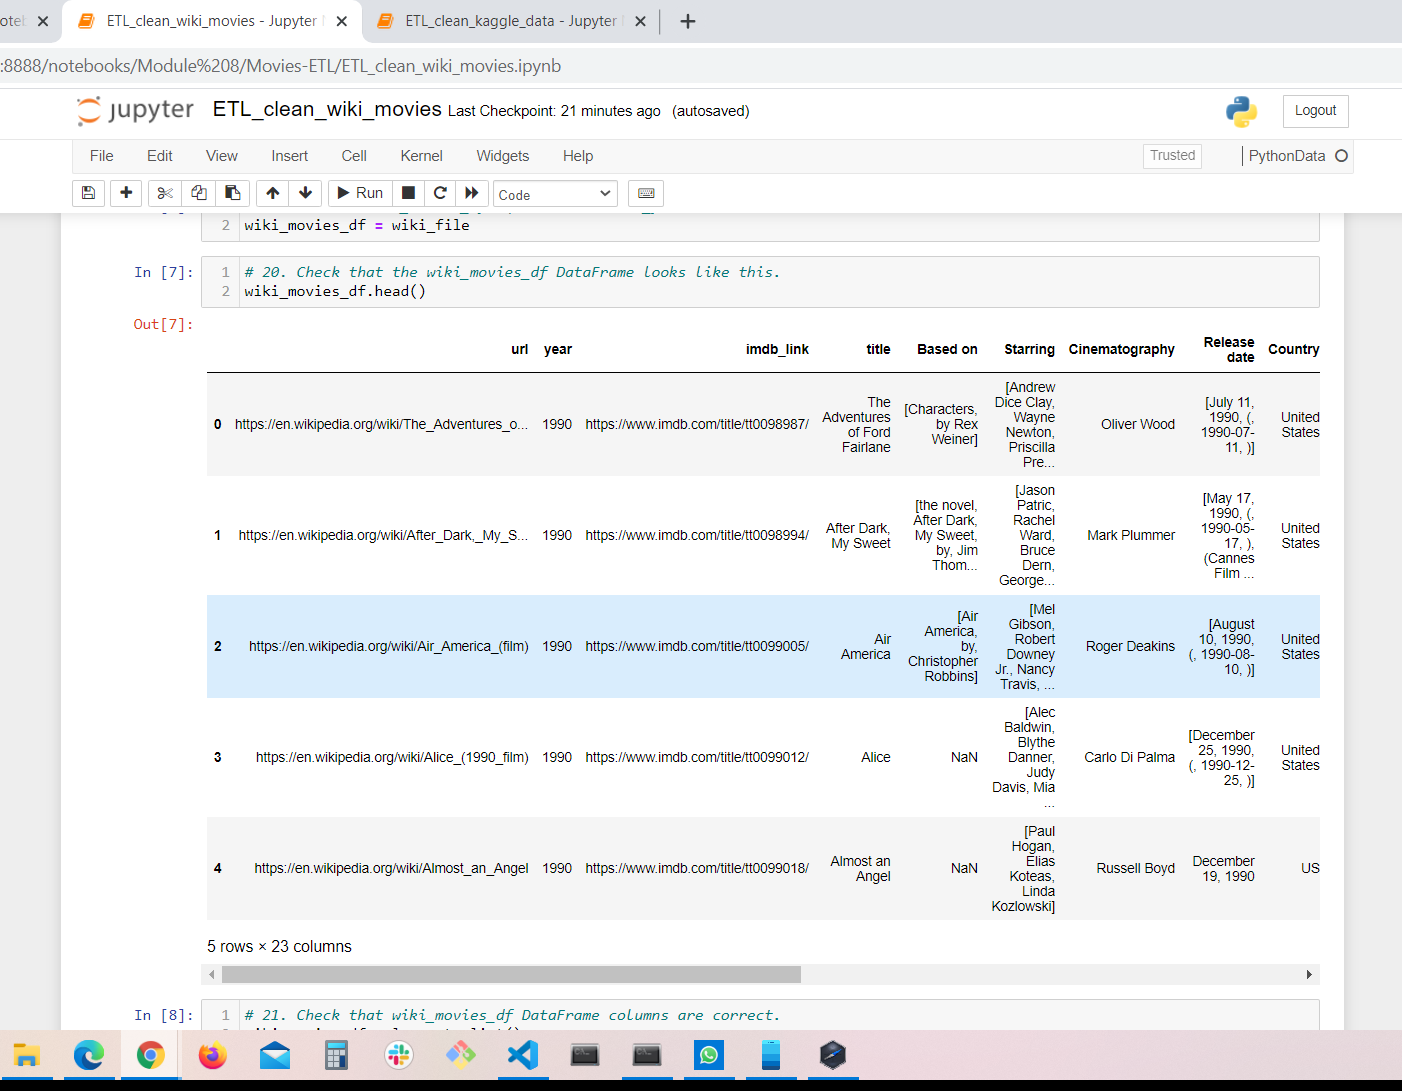 oteb
ETL_clean_wiki_movies - Jupyter
ETL_clean_kaggle_data - Jupyter
:8888/notebooks/Module%208/Movies-ETL/ETL_clean_wiki_movies.ipynb
jupyter ETL_clean_wiki_movies Last Checkpoint: 21 minutes ago (autosaved)
Logout
File Edit View Insert Cell Kernel Widgets Help
Trusted
PythonData
Run
Code
2 wiki_movies_df = wiki_file
In [7]: 1 # 20. Check that the wiki_movies_df DataFrame looks like this.
2 wiki_movies_df.head()
Out[7]:
url year imdb_link title Based on Starring Cinematography Release date Country
0 https://en.wikipedia.org/wiki/The_Adventures_o... 1990 https://www.imdb.com/title/tt0098987/ The Adventures of Ford Fairlane [Characters, by Rex Weiner] [Andrew Dice Clay, Wayne Newton, Priscilla Pre... Oliver Wood [July 11, 1990, (, 1990-07-11, )] United States
1 https://en.wikipedia.org/wiki/After_Dark,_My_S... 1990 https://www.imdb.com/title/tt0098994/ After Dark, My Sweet [the novel, After Dark, My Sweet, by, Jim Thom... [Jason Patric, Rachel Ward, Bruce Dern, George... Mark Plummer [May 17, 1990, (, 1990-05-17, ), (Cannes Film ... United States
2 https://en.wikipedia.org/wiki/Air_America_(film) 1990 https://www.imdb.com/title/tt0099005/ Air America [Air America, by, Christopher Robbins] [Mel Gibson, Robert Downey Jr., Nancy Travis, ... Roger Deakins [August 10, 1990, (, 1990-08-10, )] United States
3 https://en.wikipedia.org/wiki/Alice_(1990_film) 1990 https://www.imdb.com/title/tt0099012/ Alice NaN [Alec Baldwin, Blythe Danner, Judy Davis, Mia ... Carlo Di Palma [December 25, 1990, (, 1990-12-25, )] United States
4 https://en.wikipedia.org/wiki/Almost_an_Angel 1990 https://www.imdb.com/title/tt0099018/ Almost an Angel NaN [Paul Hogan, Elias Koteas, Linda Kozlowski] Russell Boyd December 19, 1990 US
5 rows × 23 columns
In [8]: 1 # 21. Check that wiki_movies_df DataFrame columns are correct.